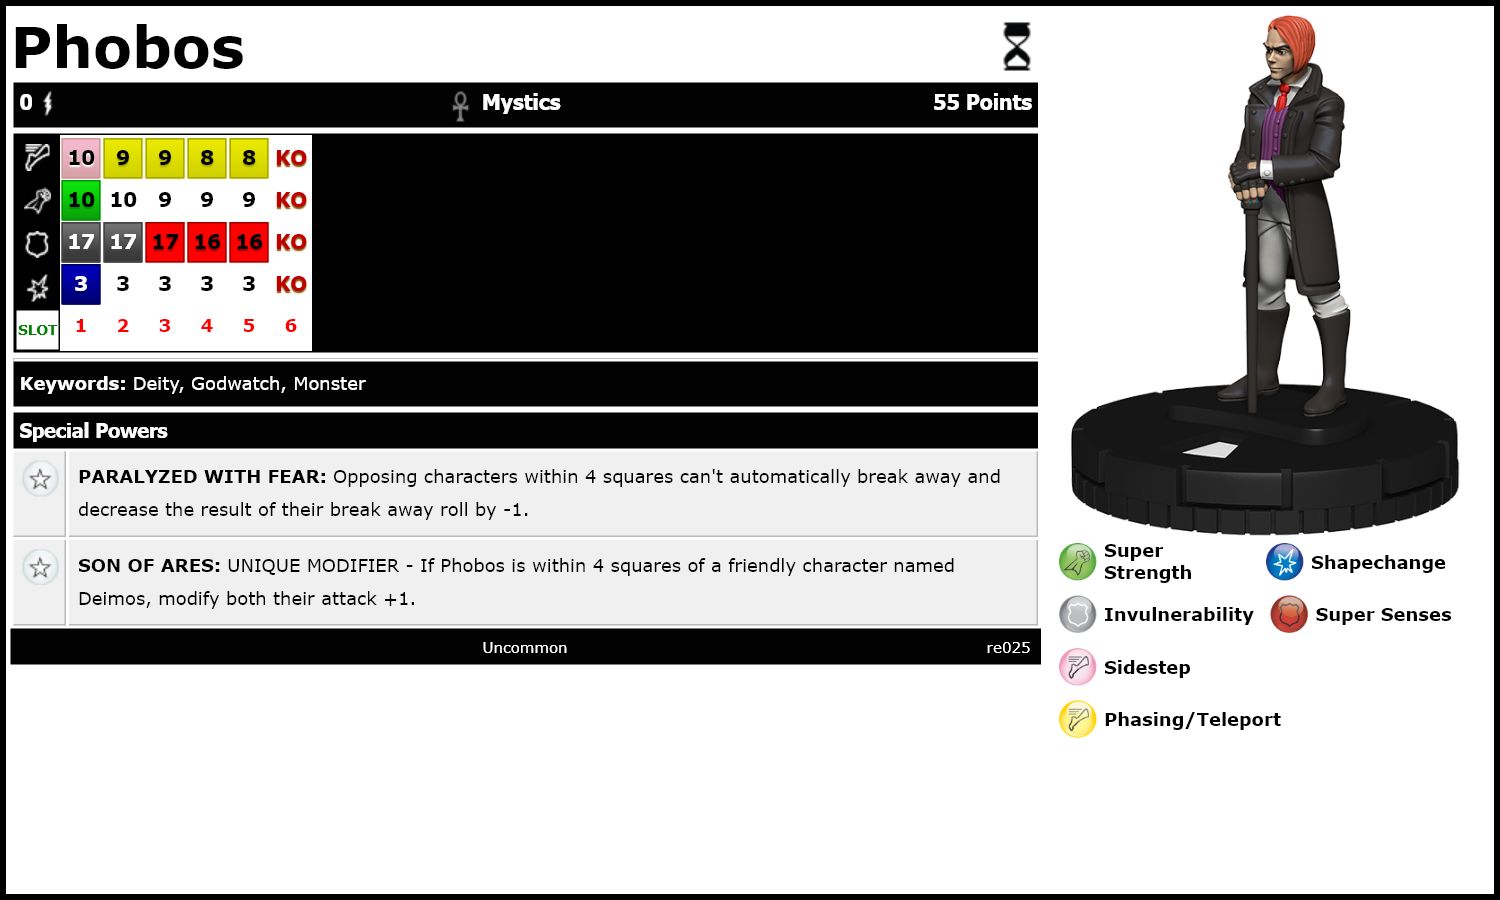 Phobos
0 Mystics 55 Points
10 9 9 8 8 KO
10 10 9 9 9 KO
17 17 17 16 16 KO
3 3 3 3 3 KO
SLOT 1 2 3 4 5 6
Keywords: Deity, Godwatch, Monster
Special Powers
PARALYZED WITH FEAR: Opposing characters within 4 squares can't automatically break away and
decrease the result of their break away roll by -1.
SON OF ARES: UNIQUE MODIFIER - If Phobos is within 4 squares of a friendly character named
Deimos, modify both their attack +1.
Uncommon re025
Super
Strength
Shapechange
Invulnerability
Super Senses
Sidestep
Phasing/Teleport